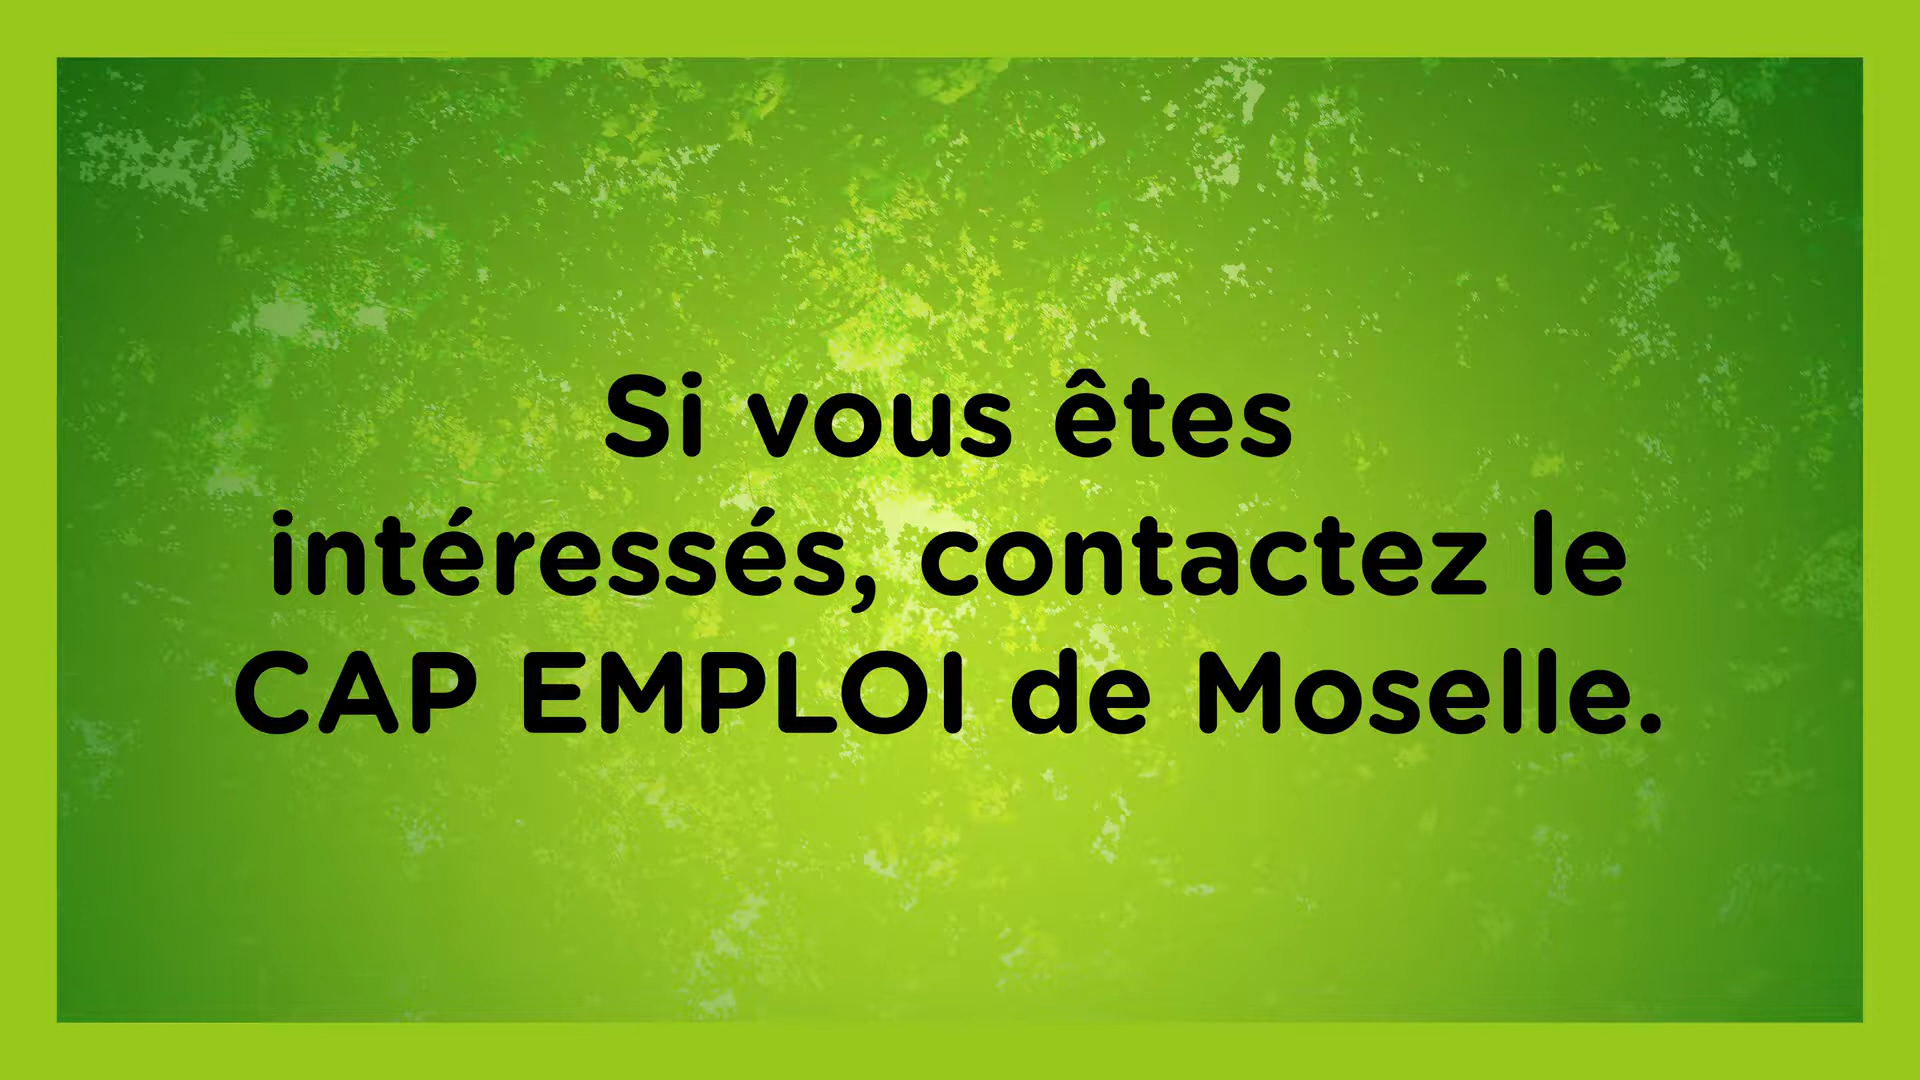 Si vous êtes
intéressés, contactez le
CAP EMPLOI de Moselle.